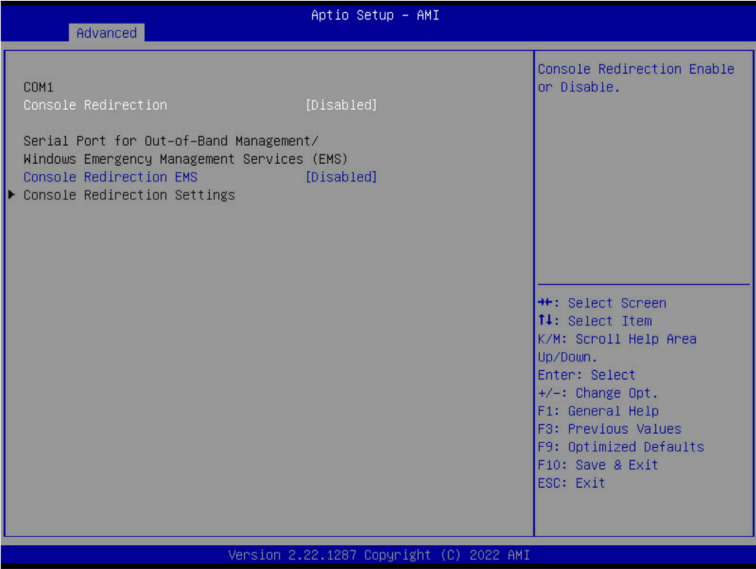 Aptio Setup – AMI
Advanced
COM1
Console Redirection [Disabled]
Serial Port for Out-of-Band Management/
Windows Emergency Management Services (EMS)
Console Redirection EMS [Disabled]
▶ Console Redirection Settings
Console Redirection Enable
or Disable.
→←: Select Screen
↑↓: Select Item
K/M: Scroll Help Area
Up/Down.
Enter: Select
+/-: Change Opt.
F1: General Help
F3: Previous Values
F9: Optimized Defaults
F10: Save & Exit
ESC: Exit
Version 2.22.1287 Copyright (C) 2022 AMI